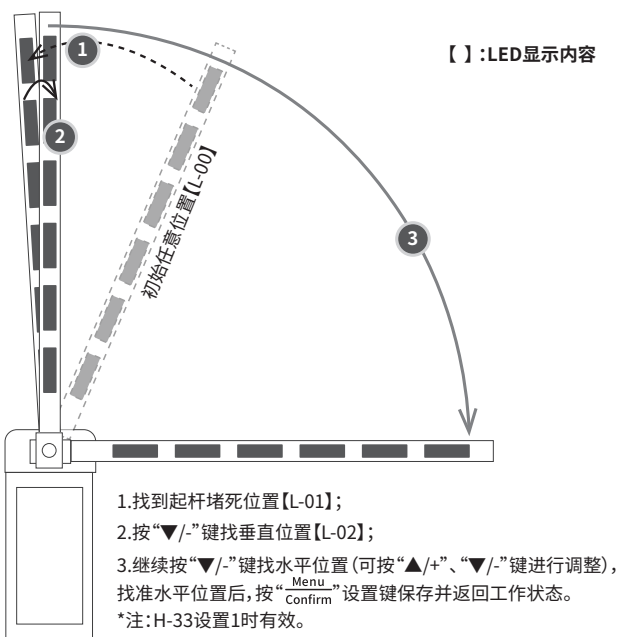 【 】:LED显示内容
1
2
3
初始任意位置【L-00】
1.找到起杆堵死位置【L-01】;
2.按“▼/-”键找垂直位置【L-02】;
3.继续按“▼/-”键找水平位置(可按“▲/+”、“▼/-”键进行调整),
找准水平位置后,按“Menu/Confirm”设置键保存并返回工作状态。
*注:H-33设置1时有效。